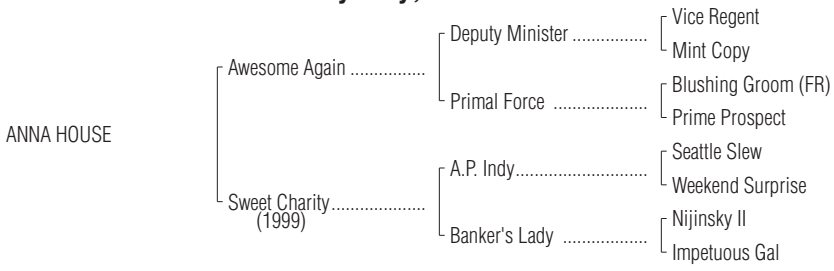 Vice Regent
Deputy Minister ................
Mint Copy
Awesome Again ................
Blushing Groom (FR)
Primal Force ....................
Prime Prospect
ANNA HOUSE
Seattle Slew
A.P. Indy............................
Weekend Surprise
Sweet Charity....................
(1999)
Nijinsky II
Banker's Lady ..................
Impetuous Gal